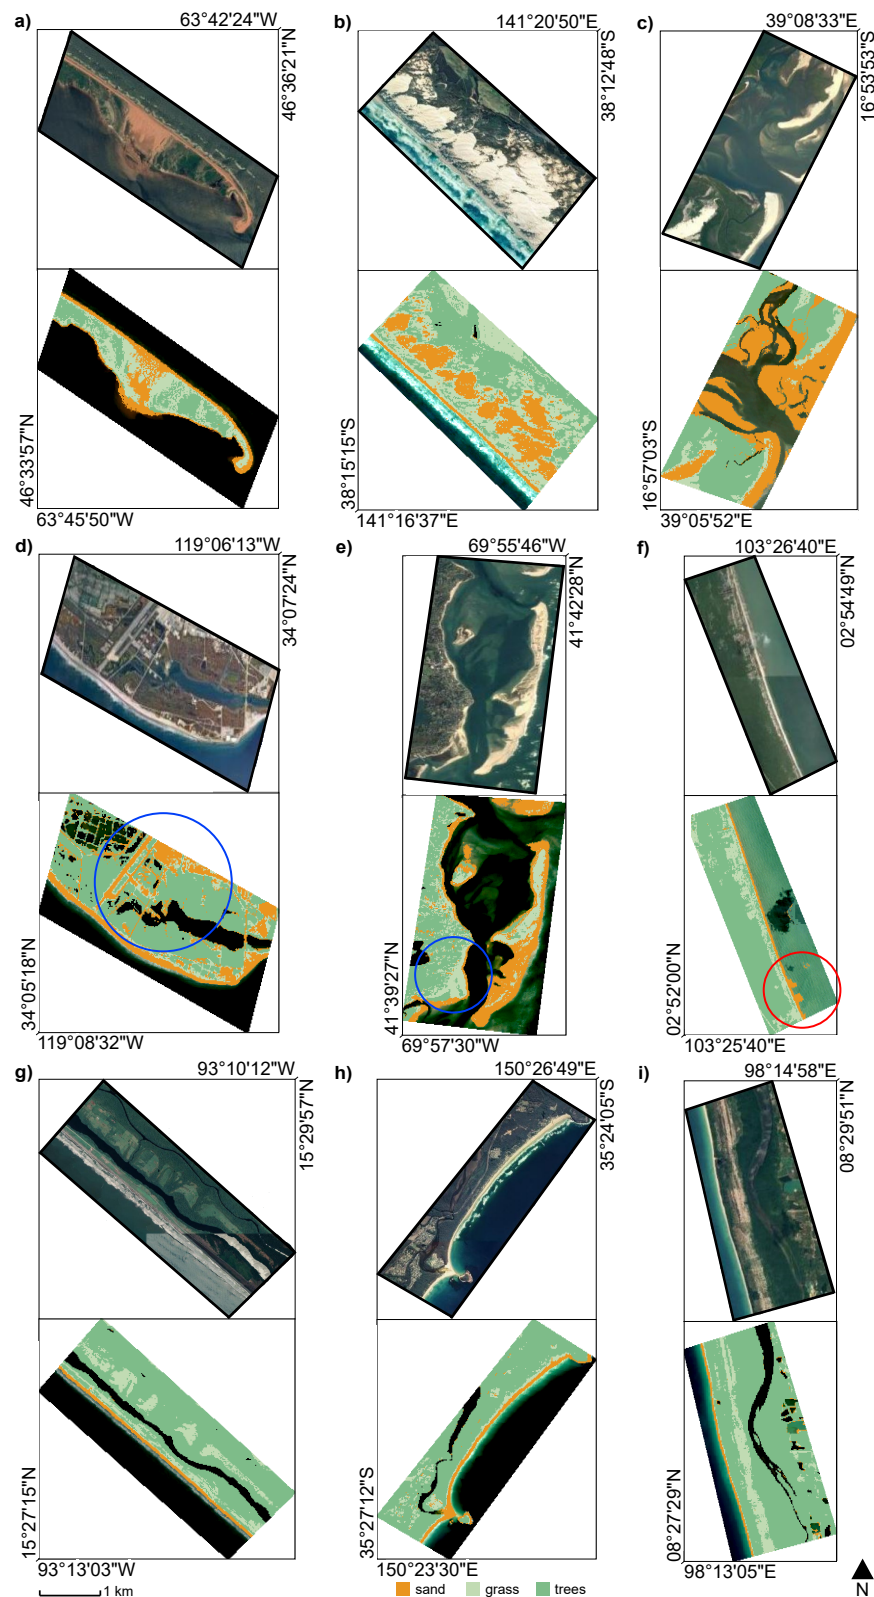 a)
63°42'24"W
46°36'21"N
46°33'57"N
63°45'50"W
b)
141°20'50"E
38°12'48"S
38°15'15"S
141°16'37"E
c)
39°08'33"E
16°53'53"S
16°57'03"S
39°05'52"E
d)
119°06'13"W
34°07'24"N
34°05'18"N
119°08'32"W
e)
69°55'46"W
41°42'28"N
41°39'27"N
69°57'30"W
f)
103°26'40"E
02°54'49"N
02°52'00"N
103°25'40"E
g)
93°10'12"W
15°29'57"N
15°27'15"N
93°13'03"W
h)
150°26'49"E
35°24'05"S
35°27'12"S
150°23'30"E
i)
98°14'58"E
08°29'51"N
08°27'29"N
98°13'05"E
1 km
sand grass trees
N